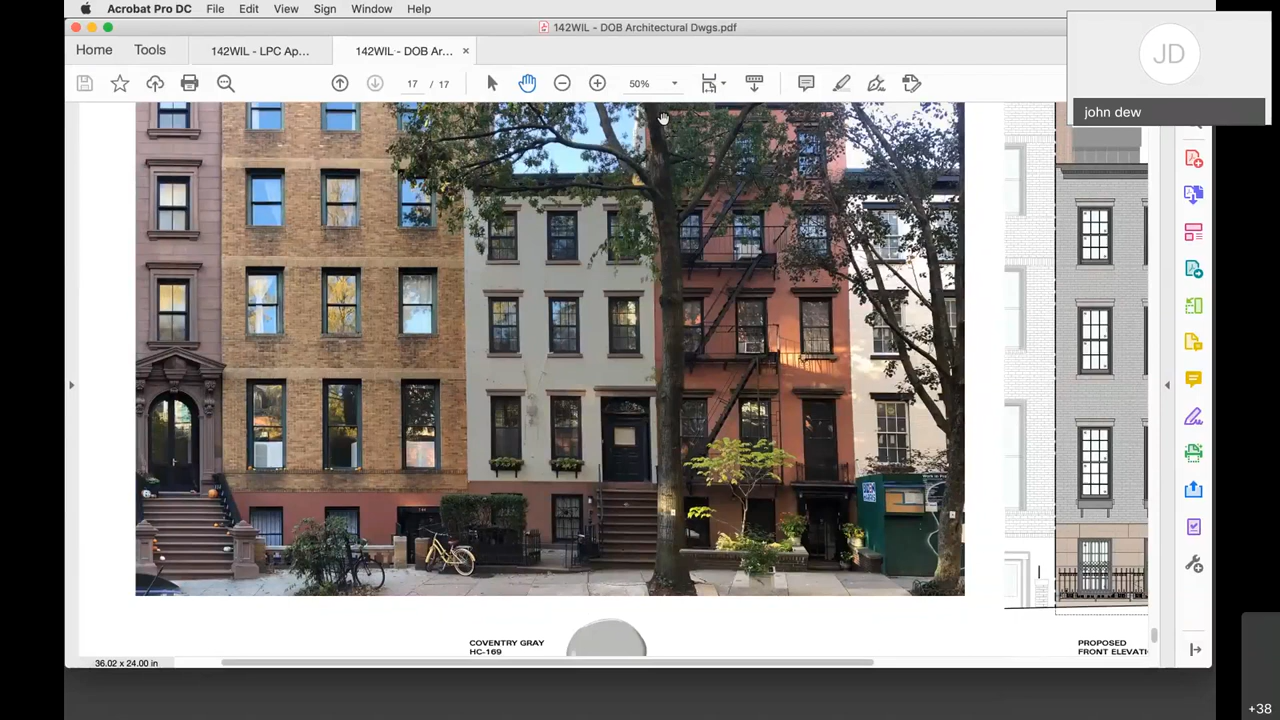 Acrobat Pro DC File Edit View Sign Window Help
142WIL - DOB Architectural Dwgs.pdf
Home Tools 142WIL - LPC Ap... 142WIL - DOB Ar... ×
17 / 17 50%
JD
john dew
COVENTRY GRAY
HC-169
PROPOSED
FRONT ELEVATI
36.02 x 24.00 in
+38